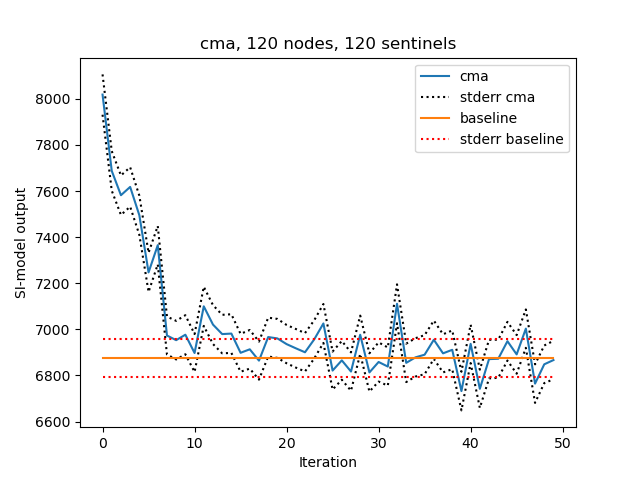 cma, 120 nodes, 120 sentinels
SI-model output
8000
7800
7600
7400
7200
7000
6800
6600
cma
stderr cma
baseline
stderr baseline
0 10 20 30 40 50
Iteration